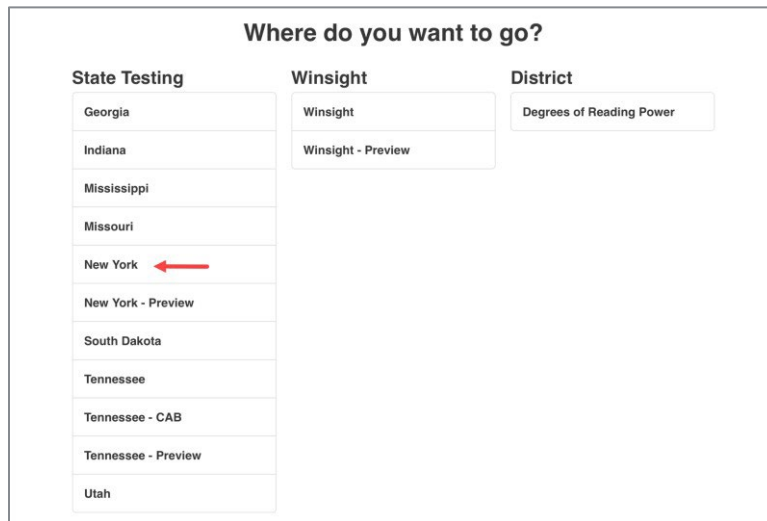 Where do you want to go?
State Testing
Georgia
Indiana
Mississippi
Missouri
New York
New York - Preview
South Dakota
Tennessee
Tennessee - CAB
Tennessee - Preview
Utah
Winsight
Winsight
Winsight - Preview
District
Degrees of Reading Power